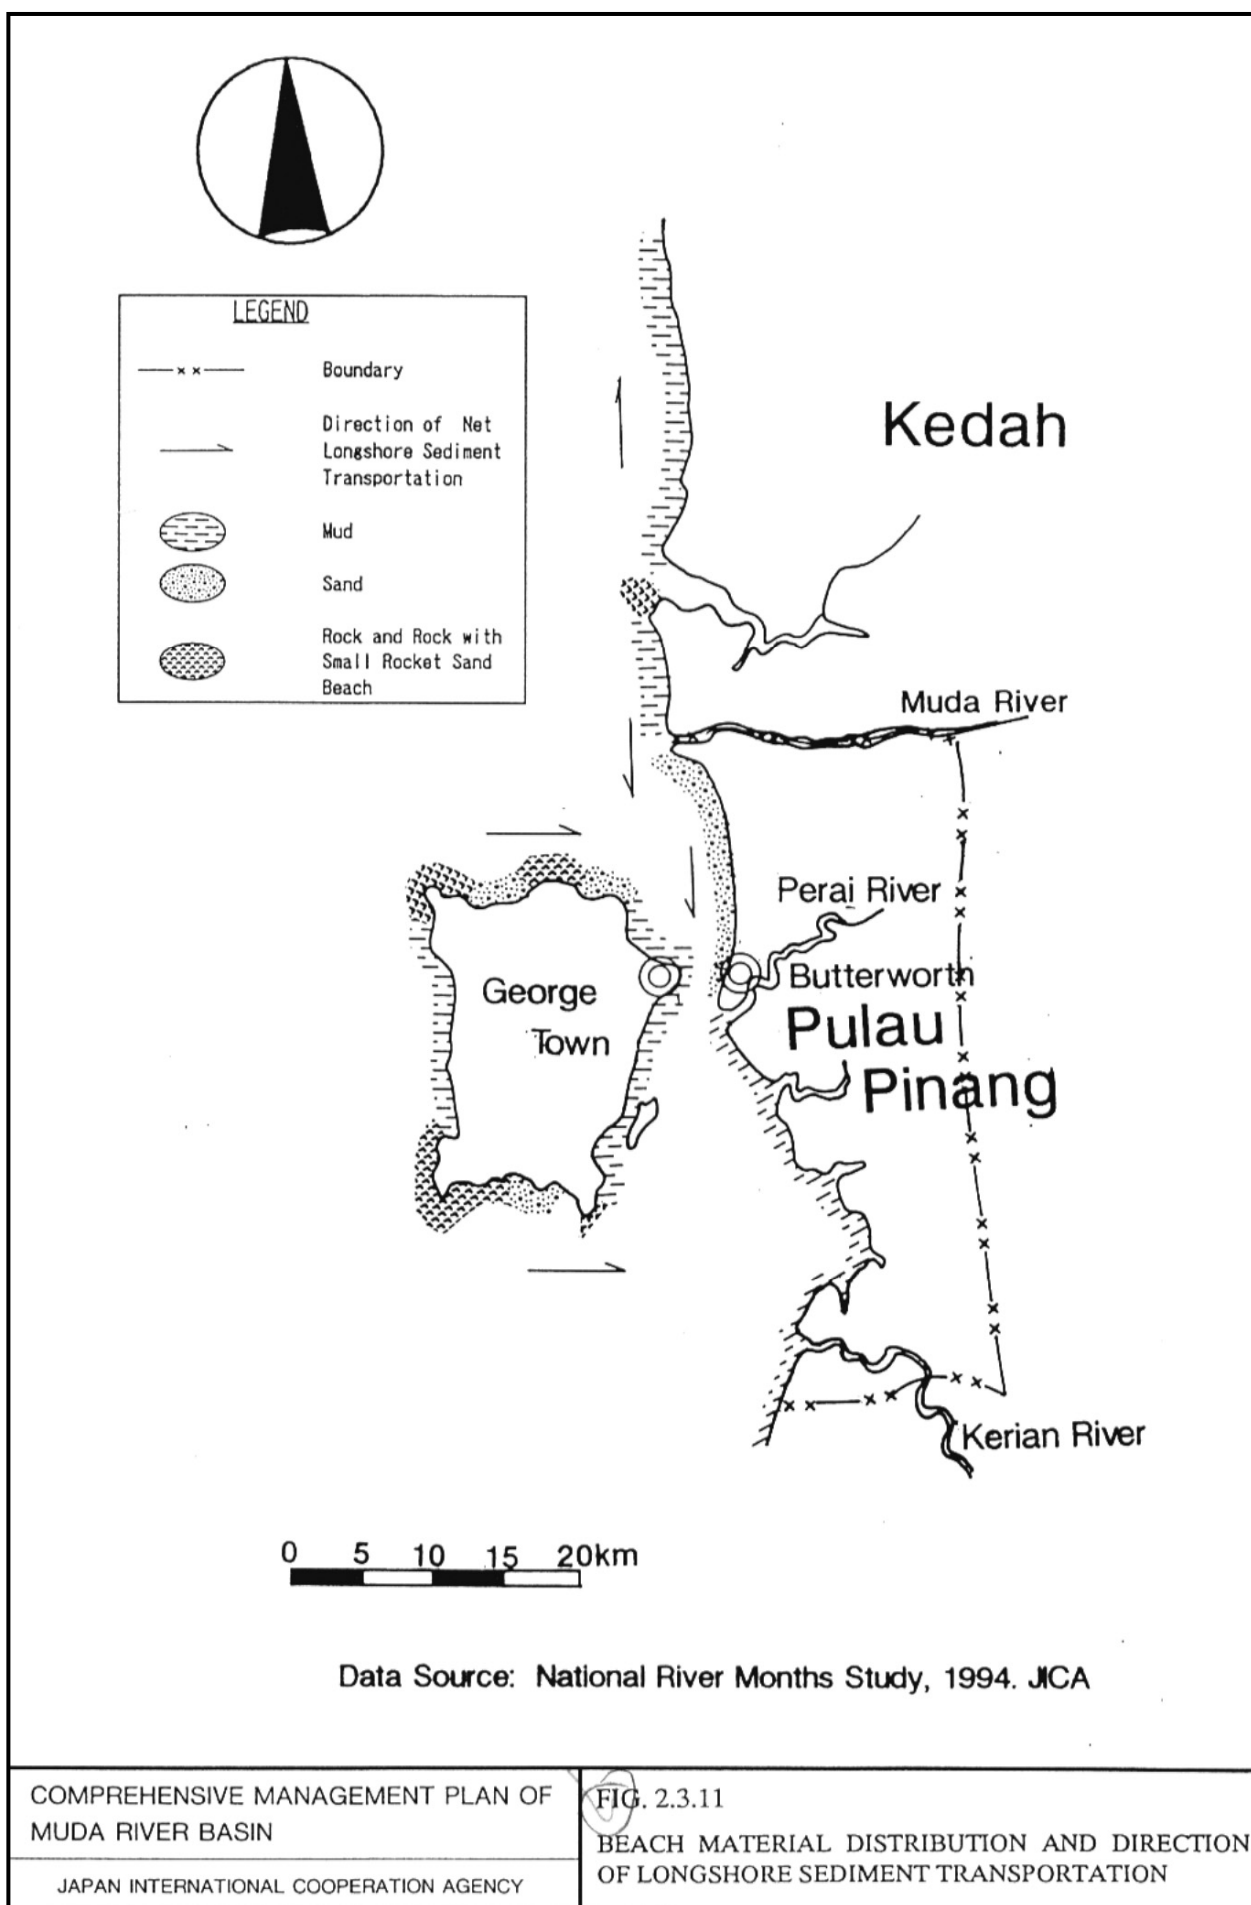 LEGEND
Boundary
Direction of Net
Longshore Sediment
Transportation
Mud
Sand
Rock and Rock with
Small Rocket Sand
Beach
Kedah
Muda River
Perai River
Butterworth
George
Town
Pulau
Pinang
Kerian River
0 5 10 15 20km
Data Source: National River Months Study, 1994. JICA
COMPREHENSIVE MANAGEMENT PLAN OF
MUDA RIVER BASIN
JAPAN INTERNATIONAL COOPERATION AGENCY
FIG. 2.3.11
BEACH MATERIAL DISTRIBUTION AND DIRECTION
OF LONGSHORE SEDIMENT TRANSPORTATION